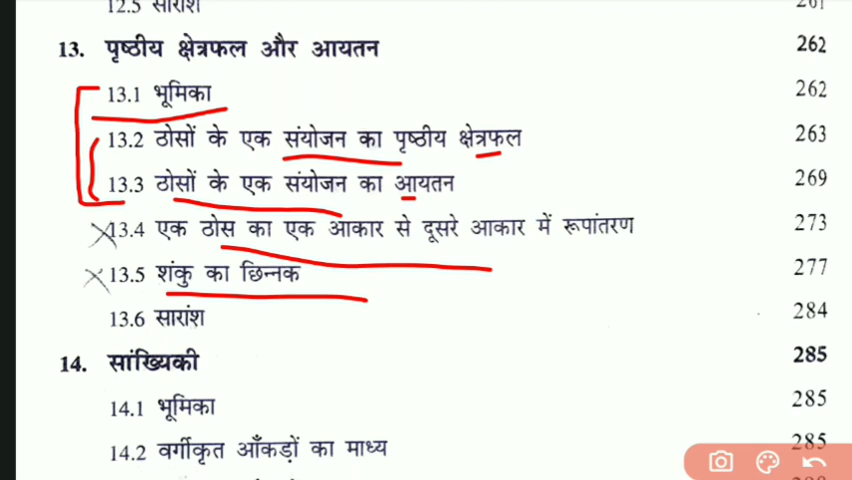 12.5 सारांश 261
13. पृष्ठीय क्षेत्रफल और आयतन 262
13.1 भूमिका 262
13.2 ठोसों के एक संयोजन का पृष्ठीय क्षेत्रफल 263
13.3 ठोसों के एक संयोजन का आयतन 269
13.4 एक ठोस का एक आकार से दूसरे आकार में रूपांतरण 273
13.5 शंकु का छिन्नक 277
13.6 सारांश 284
14. सांख्यिकी 285
14.1 भूमिका 285
14.2 वर्गीकृत आँकड़ों का माध्य 285